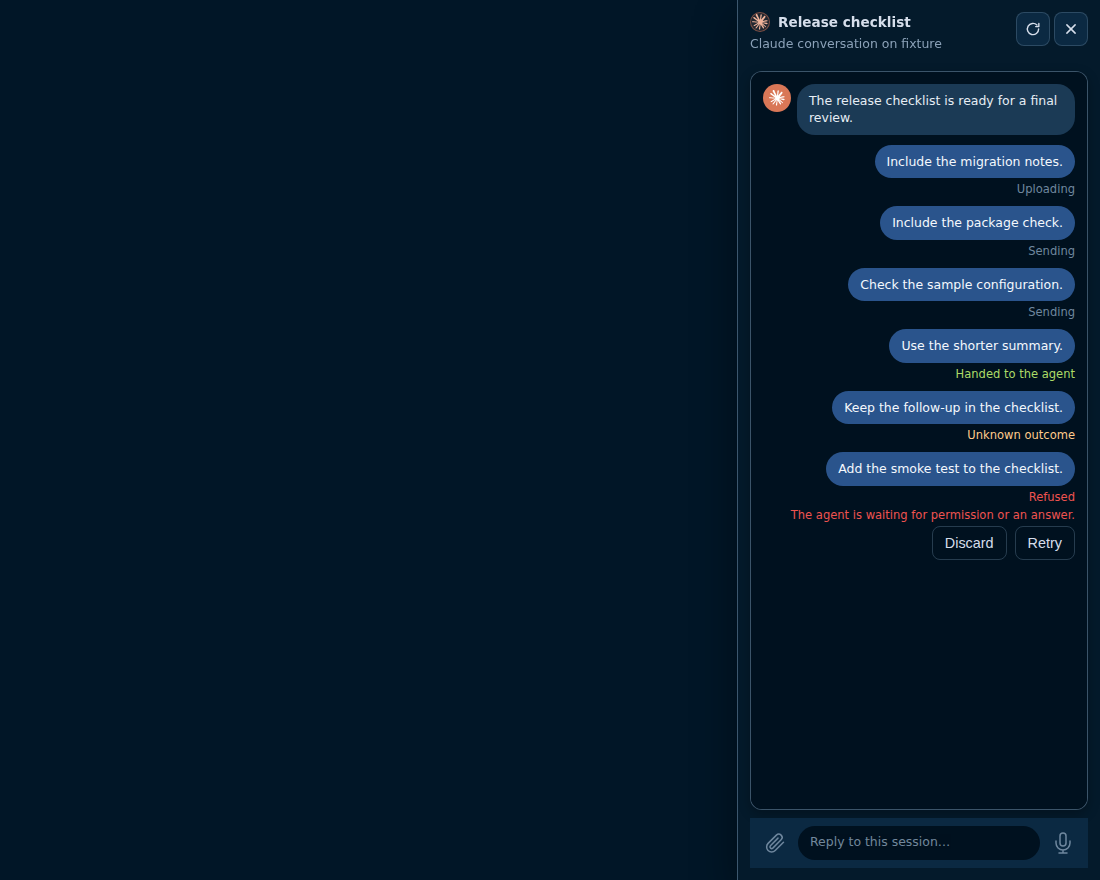 Release checklist
Claude conversation on fixture
The release checklist is ready for a final
review.
Include the migration notes.
Uploading
Include the package check.
Sending
Check the sample configuration.
Sending
Use the shorter summary.
Handed to the agent
Keep the follow-up in the checklist.
Unknown outcome
Add the smoke test to the checklist.
Refused
The agent is waiting for permission or an answer.
Discard
Retry
Reply to this session...